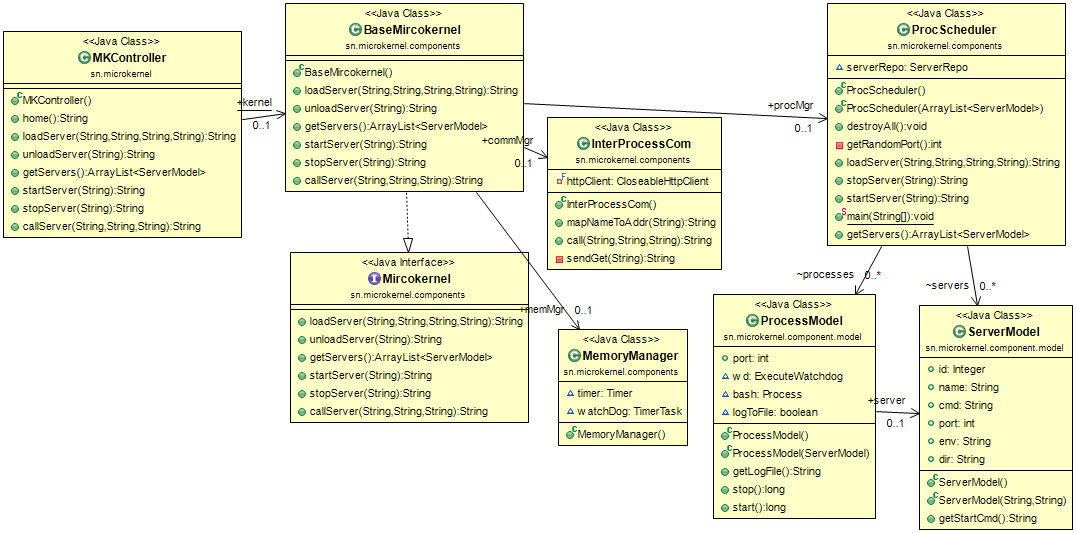 <<Java Class>>
MKController
sn.microkernel
MKController()
home():String
loadServer(String,String,String,String):String
unloadServer(String):String
getServers():ArrayList<ServerModel>
startServer(String):String
stopServer(String):String
callServer(String,String,String):String
+kernel
0..1
<<Java Class>>
BaseMircokernel
sn.microkernel.components
BaseMircokernel()
loadServer(String,String,String,String):String
unloadServer(String):String
getServers():ArrayList<ServerModel>
startServer(String):String
stopServer(String):String
callServer(String,String,String):String
+commMgr
0..1
+procMgr
0..1
<<Java Class>>
InterProcessCom
sn.microkernel.components
httpClient: CloseableHttpClient
InterProcessCom()
mapNameToAddr(String):String
call(String,String,String):String
sendGet(String):String
<<Java Class>>
ProcScheduler
sn.microkernel.components
serverRepo: ServerRepo
ProcScheduler()
ProcScheduler(ArrayList<ServerModel>)
destroyAll():void
getRandomPort():int
loadServer(String,String,String,String):String
stopServer(String):String
startServer(String):String
main(String[]):void
getServers():ArrayList<ServerModel>
<<Java Interface>>
Mircokernel
sn.microkernel.components
loadServer(String,String,String,String):String
unloadServer(String):String
getServers():ArrayList<ServerModel>
startServer(String):String
stopServer(String):String
callServer(String,String,String):String
+memMgr
0..1
<<Java Class>>
MemoryManager
sn.microkernel.components
timer: Timer
watchDog: TimerTask
MemoryManager()
~processes
0..*
~servers
0..*
<<Java Class>>
ProcessModel
sn.microkernel.component.model
port: int
wd: ExecuteWatchdog
bash: Process
logToFile: boolean
ProcessModel()
ProcessModel(ServerModel)
getLogFile():String
stop():long
start():long
+server
0..1
<<Java Class>>
ServerModel
sn.microkernel.component.model
id: Integer
name: String
cmd: String
port: int
env: String
dir: String
ServerModel()
ServerModel(String,String)
getStartCmd():String